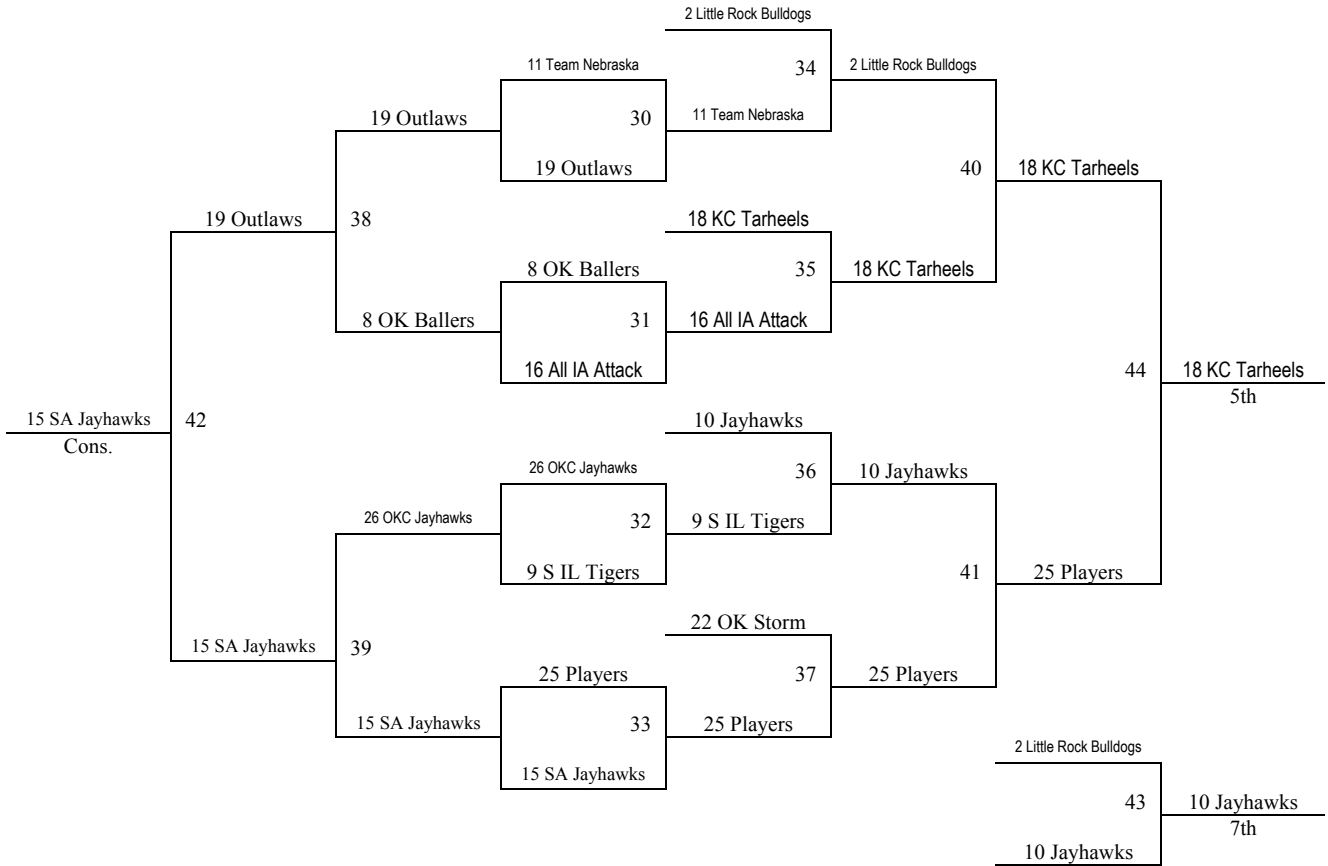 2 Little Rock Bulldogs
11 Team Nebraska
34
2 Little Rock Bulldogs
19 Outlaws
30
11 Team Nebraska
19 Outlaws
40
18 KC Tarheels
19 Outlaws
38
18 KC Tarheels
8 OK Ballers
35
18 KC Tarheels
8 OK Ballers
31
16 All IA Attack
16 All IA Attack
44
18 KC Tarheels
5th
15 SA Jayhawks
42
Cons.
10 Jayhawks
26 OKC Jayhawks
36
10 Jayhawks
26 OKC Jayhawks
32
9 S IL Tigers
9 S IL Tigers
41
25 Players
22 OK Storm
15 SA Jayhawks
39
25 Players
37
25 Players
15 SA Jayhawks
33
25 Players
15 SA Jayhawks
2 Little Rock Bulldogs
43
10 Jayhawks
7th
10 Jayhawks